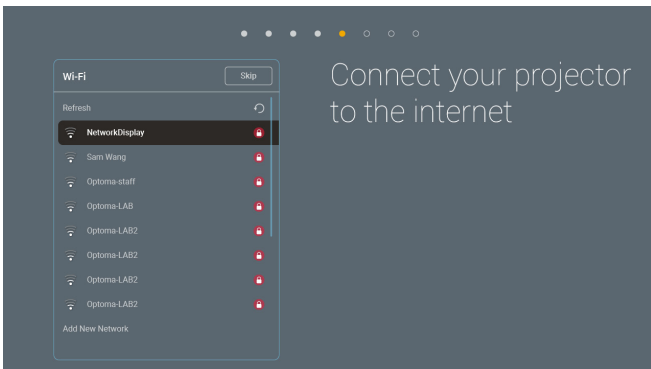 Wi-Fi
Skip
Refresh
NetworkDisplay
Sam Wang
Optoma-staff
Optoma-LAB
Optoma-LAB2
Optoma-LAB2
Optoma-LAB2
Optoma-LAB2
Add New Network
Connect your projector
to the internet